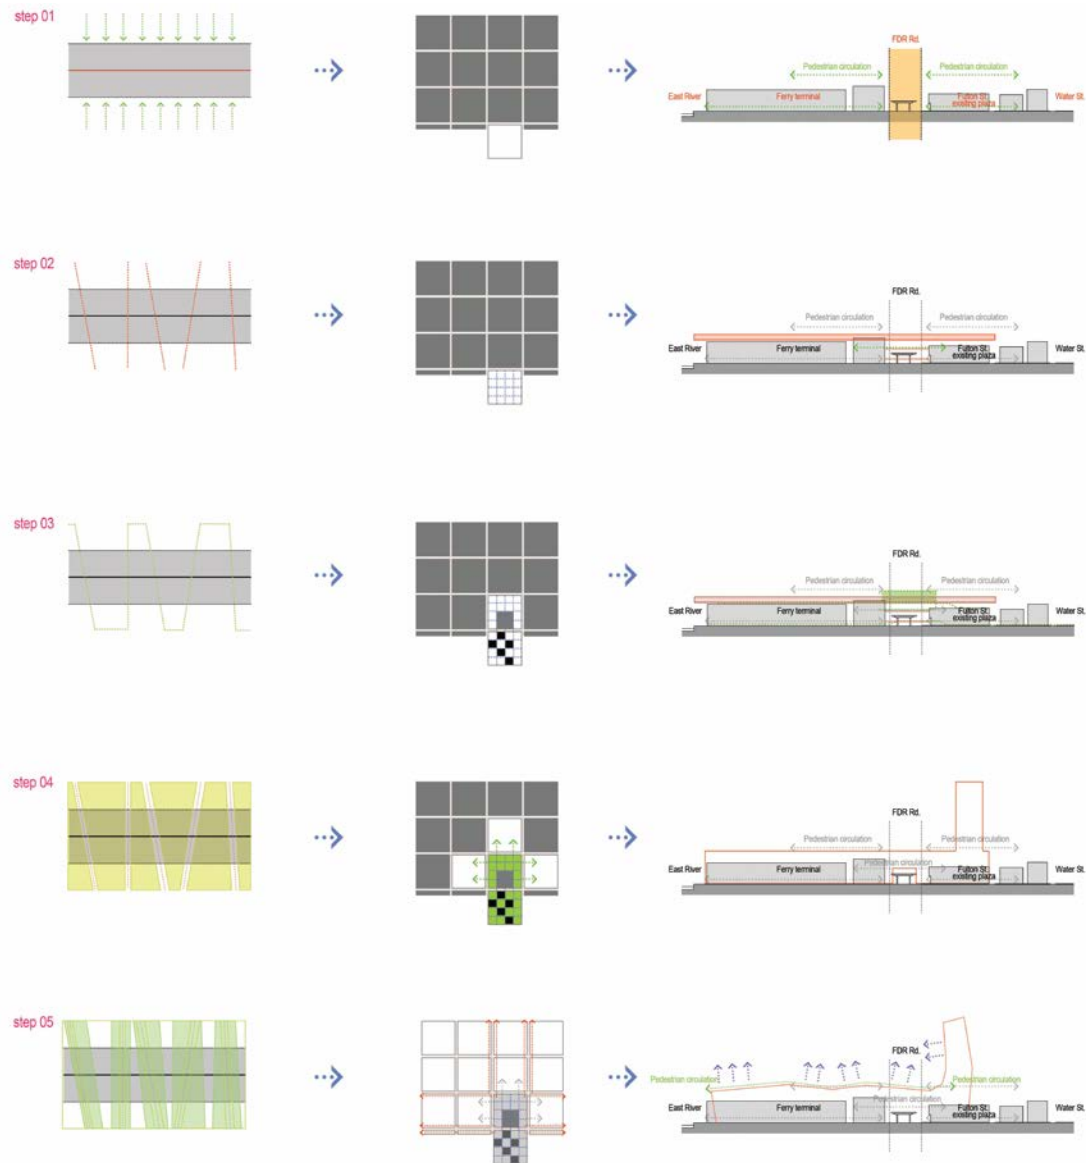 step 01
FDR Rd.
Pedestrian circulation
Pedestrian circulation
East River
Ferry terminal
Fulton St.
existing plaza
Water St.
step 02
FDR Rd.
Pedestrian circulation
Pedestrian circulation
East River
Ferry terminal
Fulton St.
existing plaza
Water St.
step 03
FDR Rd.
Pedestrian circulation
Pedestrian circulation
East River
Ferry terminal
Fulton St.
existing plaza
Water St.
step 04
FDR Rd.
Pedestrian circulation
Pedestrian circulation
Pedestrian circulation
East River
Ferry terminal
Fulton St.
existing plaza
Water St.
step 05
FDR Rd.
Pedestrian circulation
Pedestrian circulation
Pedestrian circulation
Pedestrian circulation
East River
Ferry terminal
Fulton St.
existing plaza
Water St.